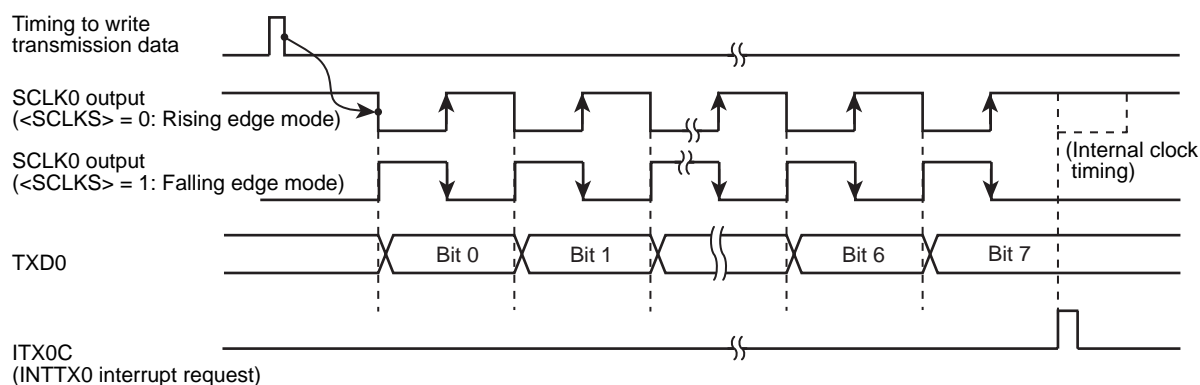 Timing to write
transmission data
SCLK0 output
(<SCLKS> = 0: Rising edge mode)
SCLK0 output
(<SCLKS> = 1: Falling edge mode)
(Internal clock
timing)
TXD0
Bit 0
Bit 1
Bit 6
Bit 7
ITX0C
(INTTX0 interrupt request)